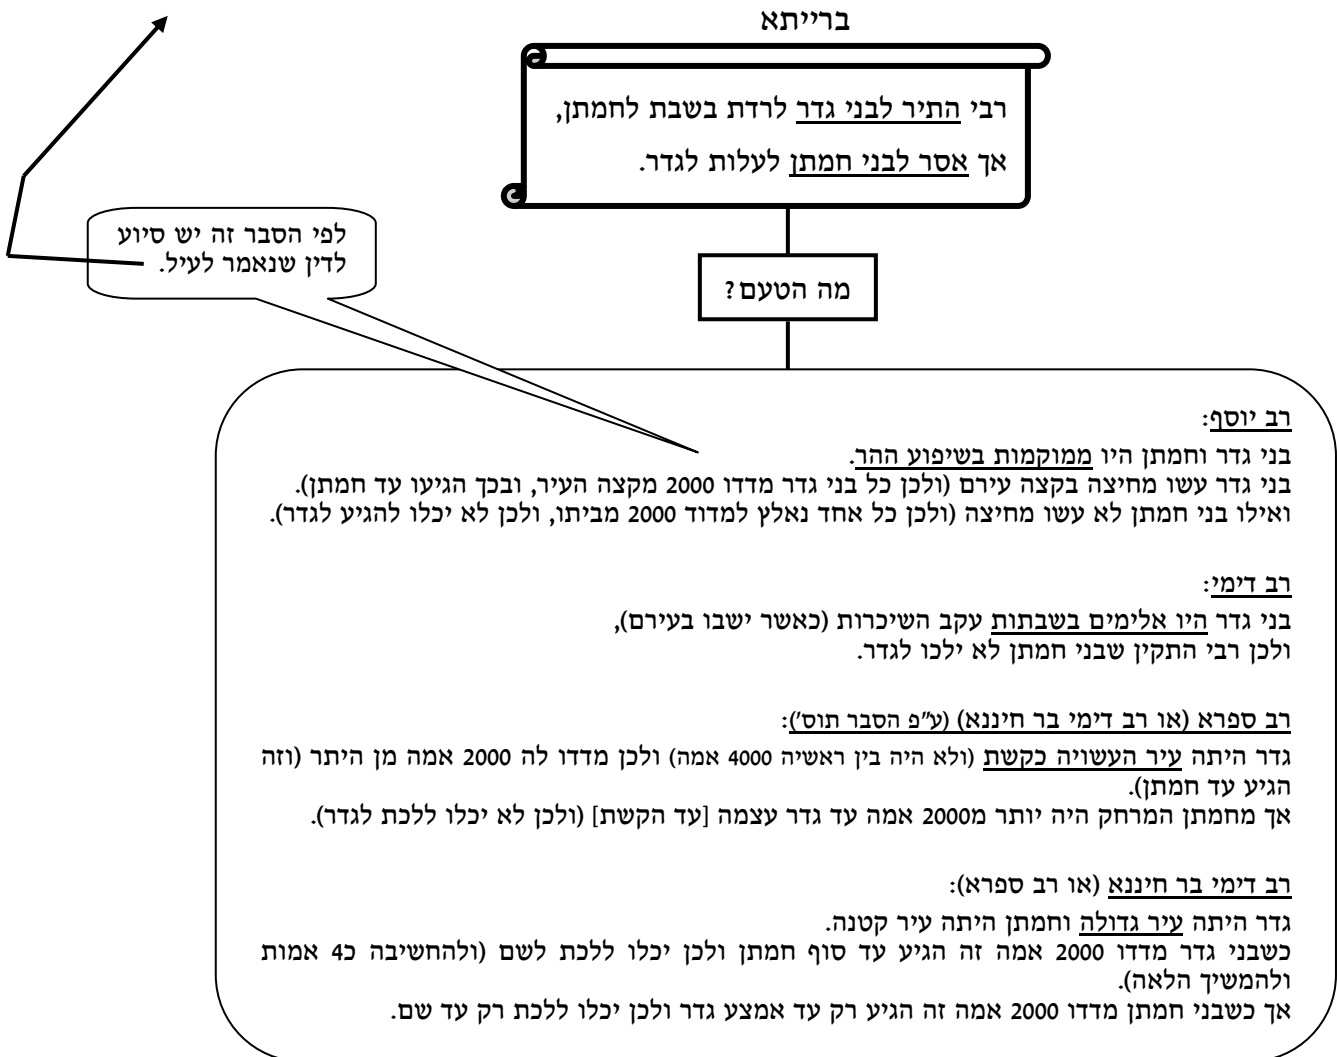 ברייתא
רבי התיר לבני גדר לרדת בשבת לחמתן,
אך אסר לבני חמתן לעלות לגדר.
לפי הסבר זה יש סיוע
לדין שנאמר לעיל.
מה הטעם?
רב יוסף:
בני גדר וחמתן היו ממוקמות בשיפוע ההר.
בני גדר עשו מחיצה בקצה עירם (ולכן כל בני גדר מדדו 2000 מקצה העיר, ובכך הגיעו עד חמתן).
ואילו בני חמתן לא עשו מחיצה (ולכן כל אחד נאלץ למדוד 2000 מביתו, ולכן לא יכלו להגיע לגדר).
רב דימי:
בני גדר היו אלימים בשבתות עקב השיכרות (כאשר ישבו בעירם),
ולכן רבי התקין שבני חמתן לא ילכו לגדר.
רב ספרא (או רב דימי בר חיננא) (ע"פ הסבר תוס'):
גדר היתה עיר העשויה כקשת (ולא היה בין ראשיה 4000 אמה) ולכן מדדו לה 2000 אמה מן היתר (וזה
הגיע עד חמתן).
אך מחמתן המרחק היה יותר מ2000 אמה עד גדר עצמה [עד הקשת] (ולכן לא יכלו ללכת לגדר).
רב דימי בר חיננא (או רב ספרא):
גדר היתה עיר גדולה וחמתן היתה עיר קטנה.
כשבני גדר מדדו 2000 אמה זה הגיע עד סוף חמתן ולכן יכלו ללכת לשם (ולהחשיבה כ4 אמות
ולהמשיך הלאה).
אך כשבני חמתן מדדו 2000 אמה זה הגיע רק עד אמצע גדר ולכן יכלו ללכת רק עד שם.